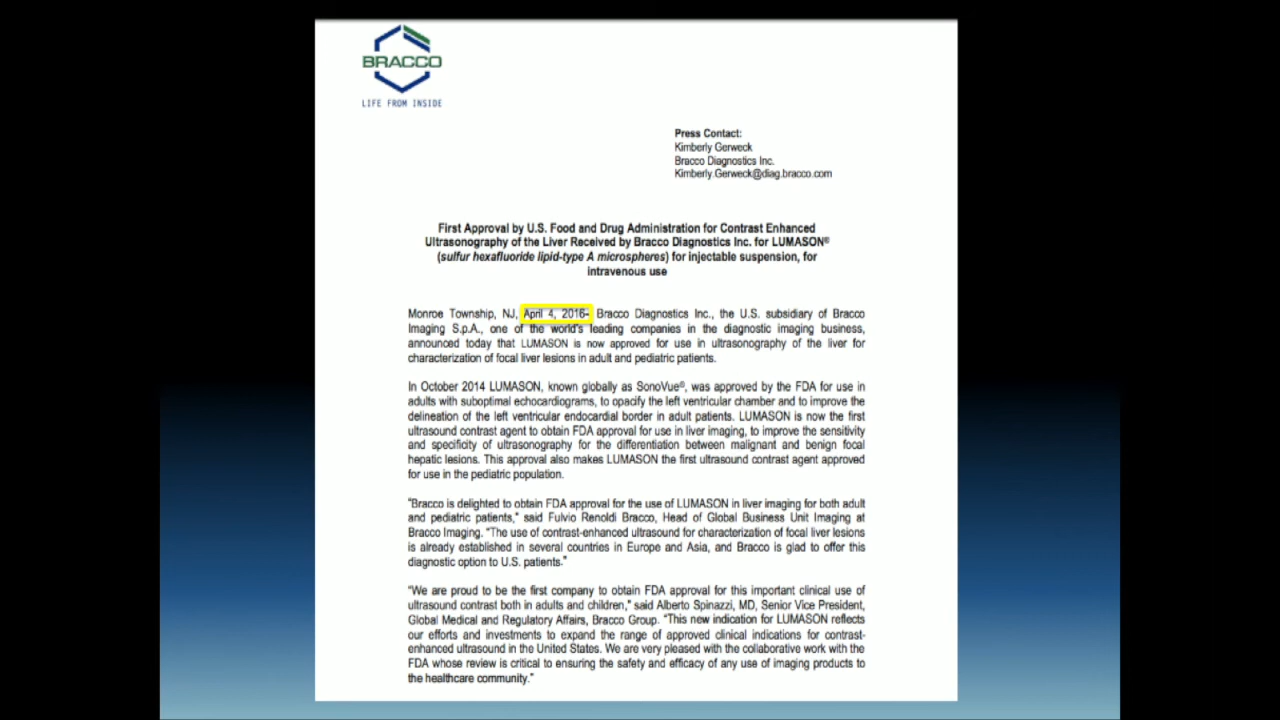 BRACCO
LIFE FROM INSIDE
Press Contact:
Kimberly Gerweck
Bracco Diagnostics Inc.
Kimberly.Gerweck@diag.bracco.com
First Approval by U.S. Food and Drug Administration for Contrast Enhanced
Ultrasonography of the Liver Received by Bracco Diagnostics Inc. for LUMASON®
(sulfur hexafluoride lipid-type A microspheres) for injectable suspension, for
intravenous use
Monroe Township, NJ, April 4, 2016- Bracco Diagnostics Inc., the U.S. subsidiary of Bracco
Imaging S.p.A., one of the world's leading companies in the diagnostic imaging business,
announced today that LUMASON is now approved for use in ultrasonography of the liver for
characterization of focal liver lesions in adult and pediatric patients.
In October 2014 LUMASON, known globally as SonoVue®, was approved by the FDA for use in
adults with suboptimal echocardiograms, to opacify the left ventricular chamber and to improve the
delineation of the left ventricular endocardial border in adult patients. LUMASON is now the first
ultrasound contrast agent to obtain FDA approval for use in liver imaging, to improve the sensitivity
and specificity of ultrasonography for the differentiation between malignant and benign focal
hepatic lesions. This approval also makes LUMASON the first ultrasound contrast agent approved
for use in the pediatric population.
"Bracco is delighted to obtain FDA approval for the use of LUMASON in liver imaging for both adult
and pediatric patients," said Fulvio Renoldi Bracco, Head of Global Business Unit Imaging at
Bracco Imaging. "The use of contrast-enhanced ultrasound for characterization of focal liver lesions
is already established in several countries in Europe and Asia, and Bracco is glad to offer this
diagnostic option to U.S. patients."
"We are proud to be the first company to obtain FDA approval for this important clinical use of
ultrasound contrast both in adults and children," said Alberto Spinazzi, MD, Senior Vice President,
Global Medical and Regulatory Affairs, Bracco Group. "This new indication for LUMASON reflects
our efforts and investments to expand the range of approved clinical indications for contrast-
enhanced ultrasound in the United States. We are very pleased with the collaborative work with the
FDA whose review is critical to ensuring the safety and efficacy of any use of imaging products to
the healthcare community."